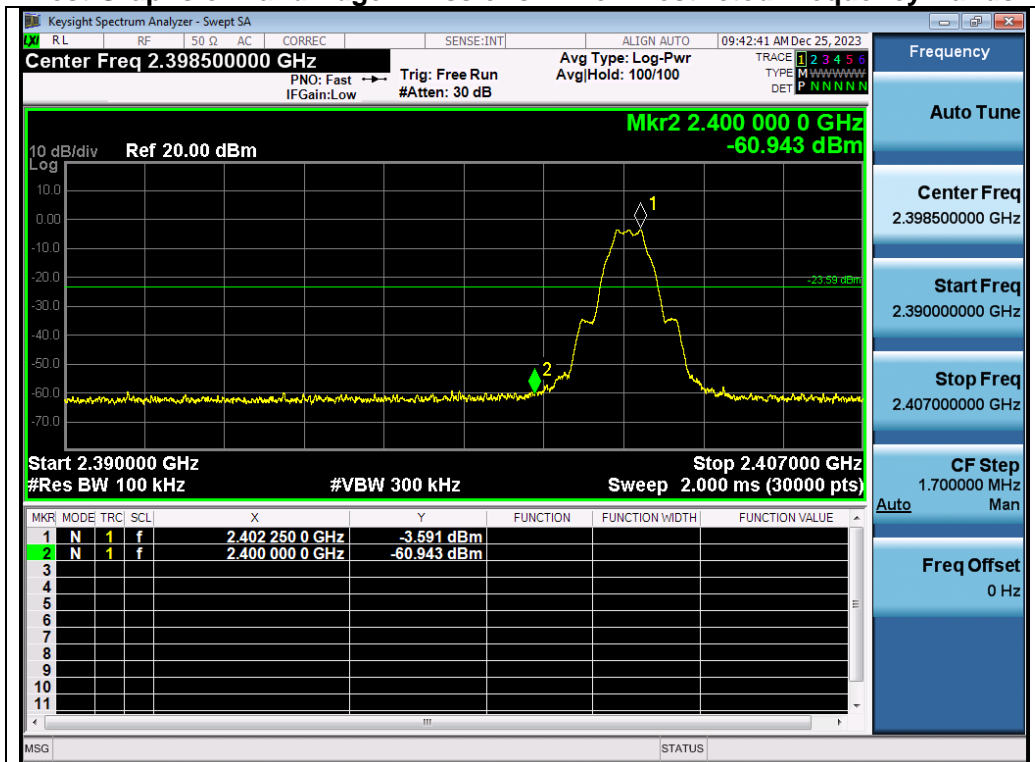 Keysight Spectrum Analyzer - Swept SA
LXI RL RF 50 Ω AC CORREC SENSE:INT ALIGN AUTO 09:42:41 AM Dec 25, 2023
Center Freq 2.398500000 GHz
PNO: Fast
IFGain:Low
Trig: Free Run
#Atten: 30 dB
Avg Type: Log-Pwr
Avg|Hold: 100/100
TRACE 1 2 3 4 5 6
TYPE M W W W W W
DET P N N N N N
Mkr2 2.400 000 0 GHz
-60.943 dBm
10 dB/div Ref 20.00 dBm
Log
10.0
0.00
-10.0
-20.0
-30.0
-40.0
-50.0
-60.0
-70.0
1
-23.59 dBm
2
Start 2.390000 GHz Stop 2.407000 GHz
#Res BW 100 kHz #VBW 300 kHz Sweep 2.000 ms (30000 pts)
MKR MODE TRC SCL X Y FUNCTION FUNCTION WIDTH FUNCTION VALUE
1 N 1 f 2.402 250 0 GHz -3.591 dBm
2 N 1 f 2.400 000 0 GHz -60.943 dBm
3
4
5
6
7
8
9
10
11
MSG STATUS
Frequency
Auto Tune
Center Freq
2.398500000 GHz
Start Freq
2.390000000 GHz
Stop Freq
2.407000000 GHz
CF Step
1.700000 MHz
Auto Man
Freq Offset
0 Hz